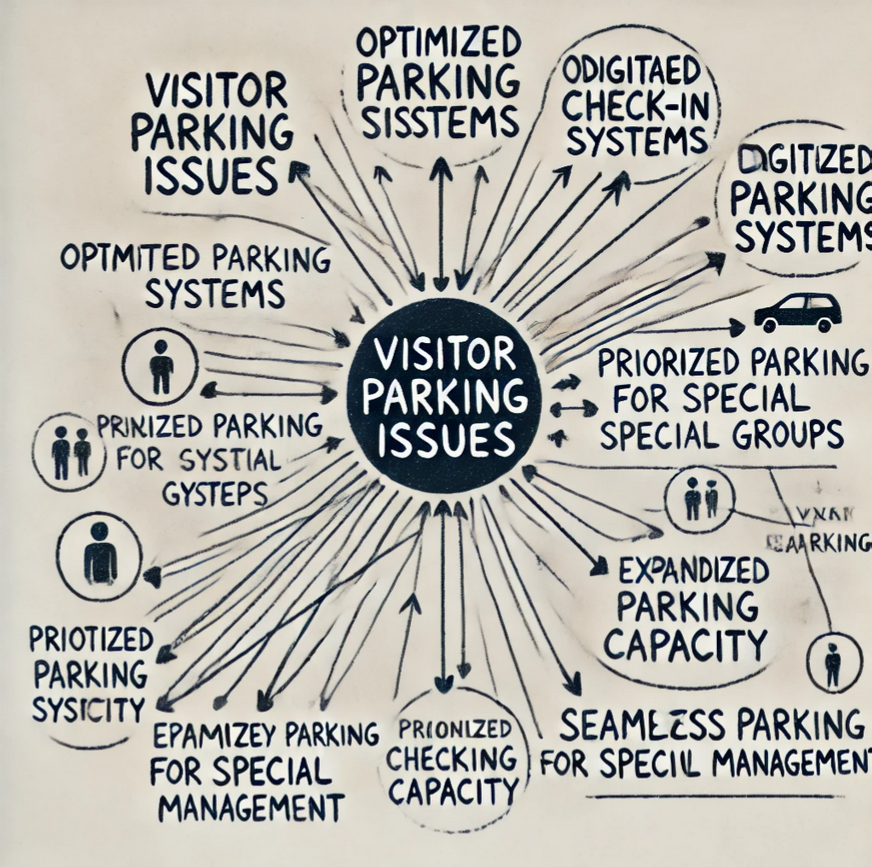 VISITOR
PARKING
ISSUES
OPTIMIZED
PARKING
SISSTEMS
ODIGITAED
CHECK-IN
SYSTEMS
DIGITIZED
PARKING
SYSTEMS
OPTMITED PARKING
SYSTEMS
VISITOR
PARKING
ISSUES
PRIORIZED PARKING
FOR SPECIAL
SPECIAL GROUPS
PRINIZED PARKING
FOR SYSTIAL
GYSTEPS
EXPANDIZED
PARKING
CAPACITY
PRIOTIZED
PARKING
SYSICITY
EPAMIZEY PARKING
FOR SPECIAL
MANAGEMENT
PRIONIZED
CHECKING
CAPACITY
SEAMLESS PARKING
FOR SPECIL MANAGEMENT